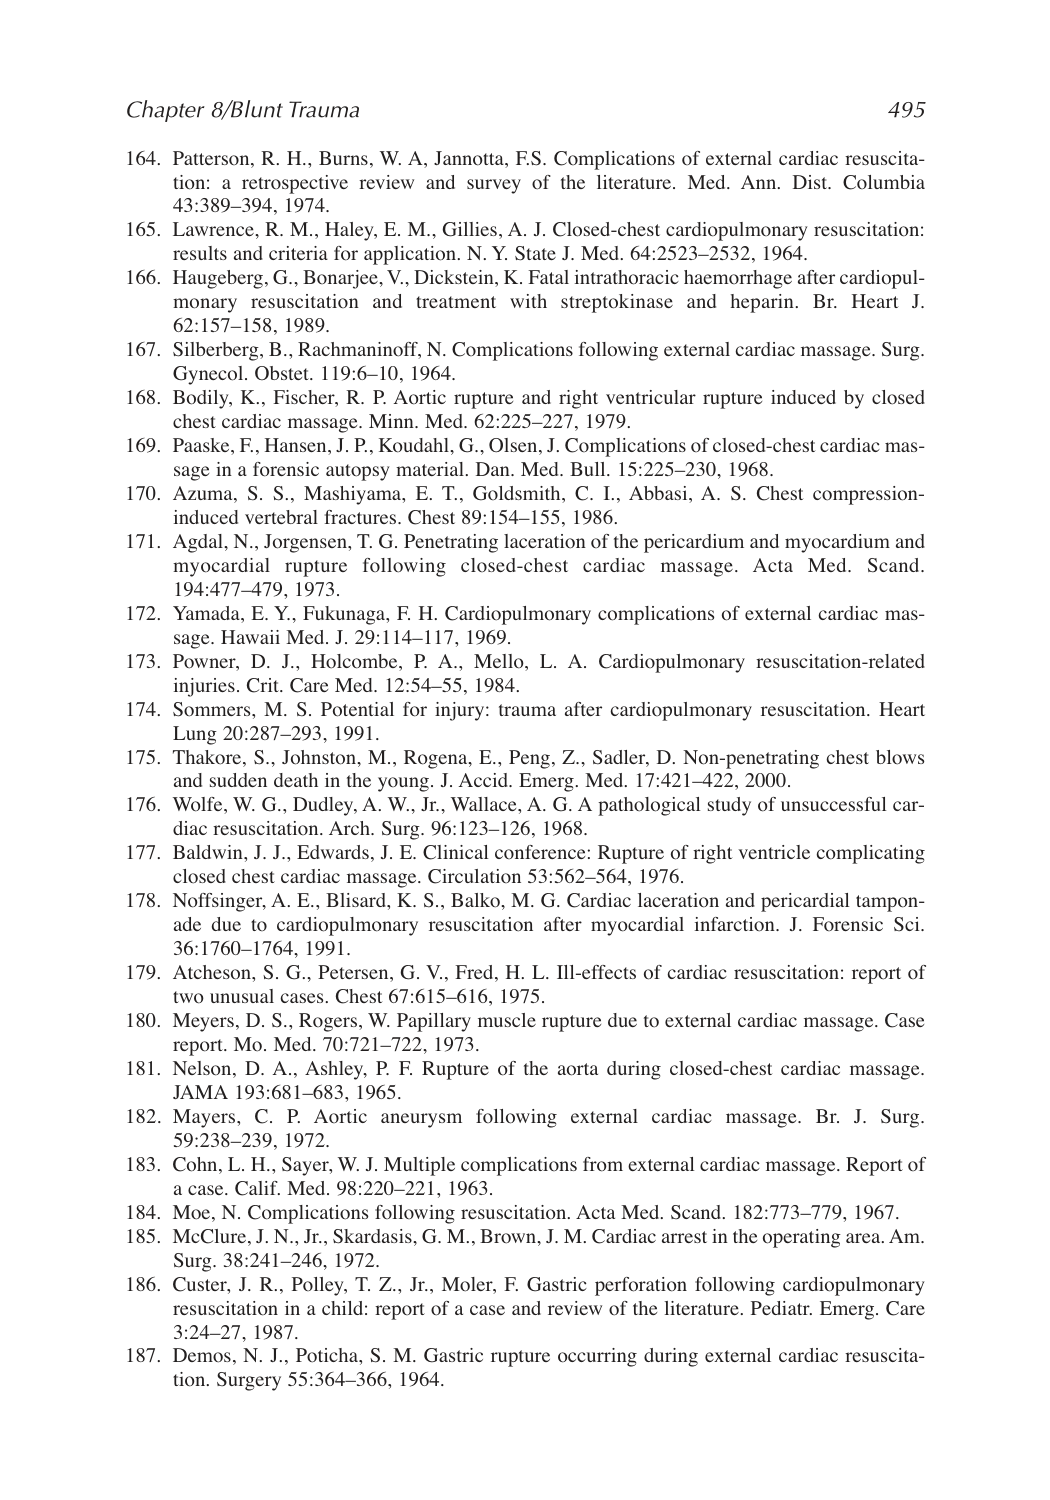 Chapter 8/Blunt Trauma 495
164. Patterson, R. H., Burns, W. A, Jannotta, F.S. Complications of external cardiac resuscita-
tion: a retrospective review and survey of the literature. Med. Ann. Dist. Columbia
43:389–394, 1974.
165. Lawrence, R. M., Haley, E. M., Gillies, A. J. Closed-chest cardiopulmonary resuscitation:
results and criteria for application. N. Y. State J. Med. 64:2523–2532, 1964.
166. Haugeberg, G., Bonarjee, V., Dickstein, K. Fatal intrathoracic haemorrhage after cardiopul-
monary resuscitation and treatment with streptokinase and heparin. Br. Heart J.
62:157–158, 1989.
167. Silberberg, B., Rachmaninoff, N. Complications following external cardiac massage. Surg.
Gynecol. Obstet. 119:6–10, 1964.
168. Bodily, K., Fischer, R. P. Aortic rupture and right ventricular rupture induced by closed
chest cardiac massage. Minn. Med. 62:225–227, 1979.
169. Paaske, F., Hansen, J. P., Koudahl, G., Olsen, J. Complications of closed-chest cardiac mas-
sage in a forensic autopsy material. Dan. Med. Bull. 15:225–230, 1968.
170. Azuma, S. S., Mashiyama, E. T., Goldsmith, C. I., Abbasi, A. S. Chest compression-
induced vertebral fractures. Chest 89:154–155, 1986.
171. Agdal, N., Jorgensen, T. G. Penetrating laceration of the pericardium and myocardium and
myocardial rupture following closed-chest cardiac massage. Acta Med. Scand.
194:477–479, 1973.
172. Yamada, E. Y., Fukunaga, F. H. Cardiopulmonary complications of external cardiac mas-
sage. Hawaii Med. J. 29:114–117, 1969.
173. Powner, D. J., Holcombe, P. A., Mello, L. A. Cardiopulmonary resuscitation-related
injuries. Crit. Care Med. 12:54–55, 1984.
174. Sommers, M. S. Potential for injury: trauma after cardiopulmonary resuscitation. Heart
Lung 20:287–293, 1991.
175. Thakore, S., Johnston, M., Rogena, E., Peng, Z., Sadler, D. Non-penetrating chest blows
and sudden death in the young. J. Accid. Emerg. Med. 17:421–422, 2000.
176. Wolfe, W. G., Dudley, A. W., Jr., Wallace, A. G. A pathological study of unsuccessful car-
diac resuscitation. Arch. Surg. 96:123–126, 1968.
177. Baldwin, J. J., Edwards, J. E. Clinical conference: Rupture of right ventricle complicating
closed chest cardiac massage. Circulation 53:562–564, 1976.
178. Noffsinger, A. E., Blisard, K. S., Balko, M. G. Cardiac laceration and pericardial tampon-
ade due to cardiopulmonary resuscitation after myocardial infarction. J. Forensic Sci.
36:1760–1764, 1991.
179. Atcheson, S. G., Petersen, G. V., Fred, H. L. Ill-effects of cardiac resuscitation: report of
two unusual cases. Chest 67:615–616, 1975.
180. Meyers, D. S., Rogers, W. Papillary muscle rupture due to external cardiac massage. Case
report. Mo. Med. 70:721–722, 1973.
181. Nelson, D. A., Ashley, P. F. Rupture of the aorta during closed-chest cardiac massage.
JAMA 193:681–683, 1965.
182. Mayers, C. P. Aortic aneurysm following external cardiac massage. Br. J. Surg.
59:238–239, 1972.
183. Cohn, L. H., Sayer, W. J. Multiple complications from external cardiac massage. Report of
a case. Calif. Med. 98:220–221, 1963.
184. Moe, N. Complications following resuscitation. Acta Med. Scand. 182:773–779, 1967.
185. McClure, J. N., Jr., Skardasis, G. M., Brown, J. M. Cardiac arrest in the operating area. Am.
Surg. 38:241–246, 1972.
186. Custer, J. R., Polley, T. Z., Jr., Moler, F. Gastric perforation following cardiopulmonary
resuscitation in a child: report of a case and review of the literature. Pediatr. Emerg. Care
3:24–27, 1987.
187. Demos, N. J., Poticha, S. M. Gastric rupture occurring during external cardiac resuscita-
tion. Surgery 55:364–366, 1964.